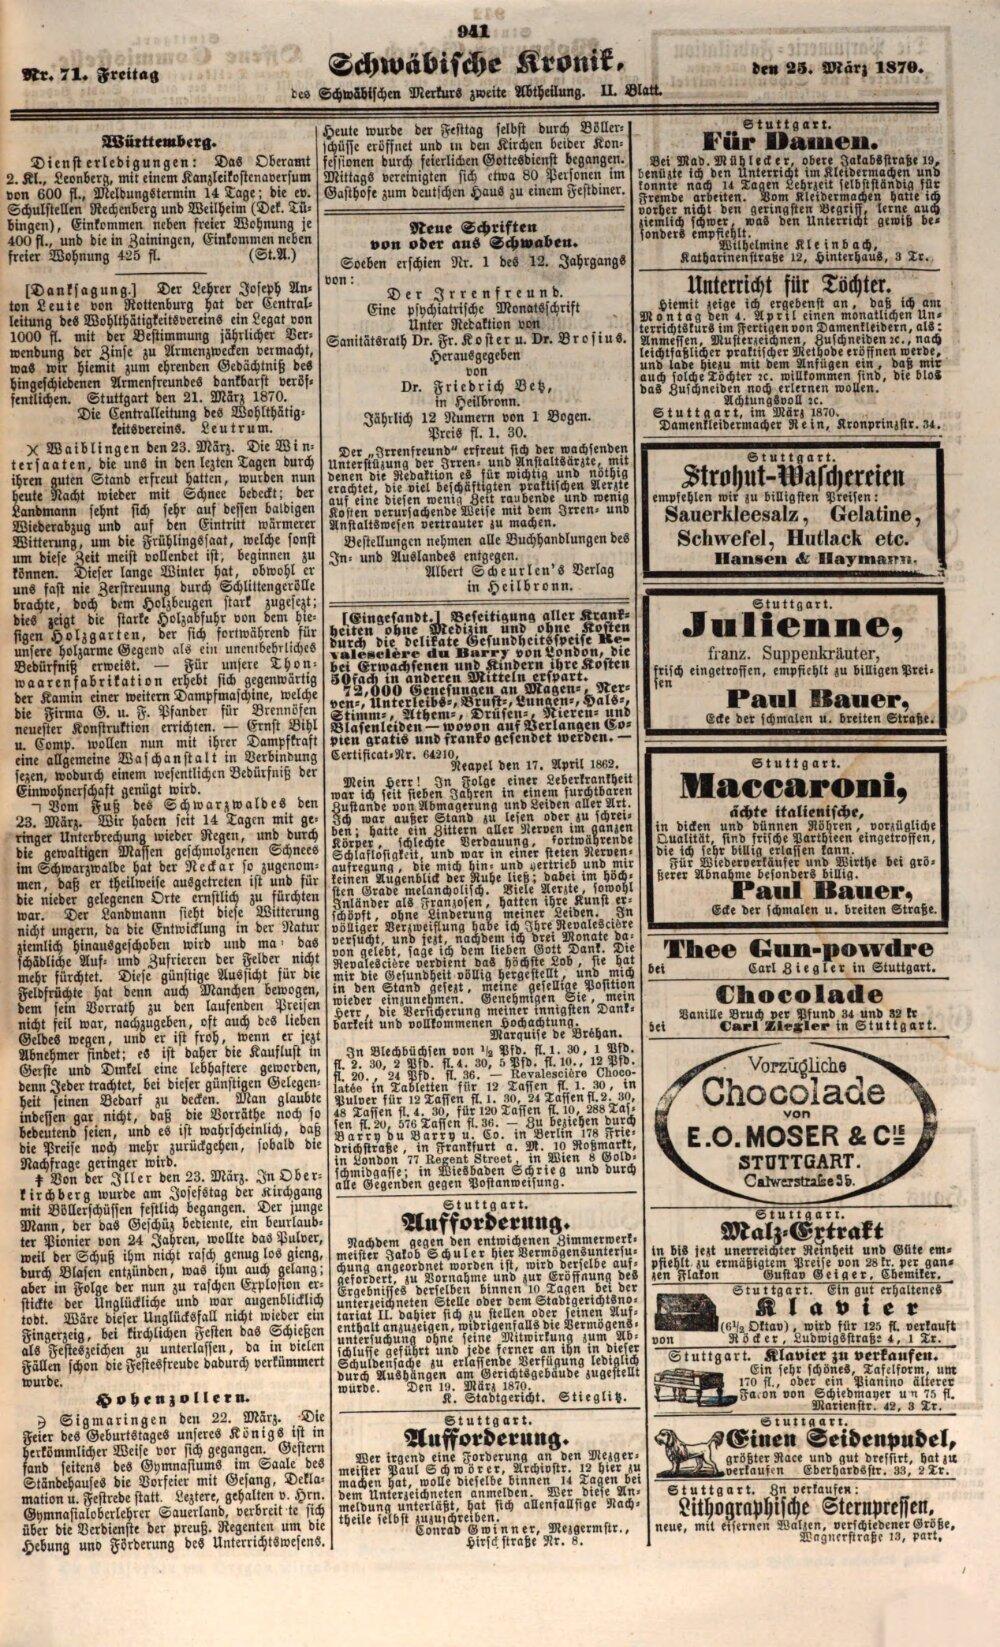 941
Nr. 71. Freitag
Schwäbische Kronik,
den 25. März 1870.
des Schwäbischen Merkurs zweite Abtheilung. II. Blatt.
Württemberg.
Diensterledigungen: Das Oberamt
2. Kl., Leonberg, mit einem Kanzleikostenaversum
von 600 fl., Meldungstermin 14 Tage; die ev.
Schulstellen Rechenberg und Weilheim (Dek. Tü-
bingen), Einkommen neben freier Wohnung je
400 fl., und die in Zainingen, Einkommen neben
freier Wohnung 425 fl. (St.A.)
[Danksagung.] Der Lehrer Joseph An-
ton Leute von Rottenburg hat der Central-
leitung des Wohlthätigkeitsvereins ein Legat von
1000 fl. mit der Bestimmung jährlicher Ver-
wendung der Zinse zu Armenzwecken vermacht,
was wir hiemit zum ehrenden Gedächtniß des
hingeschiedenen Armenfreundes dankbarst veröf-
fentlichen. Stuttgart den 21. März 1870.
Die Centralleitung des Wohlthätig-
keitsvereins. Leutrum.
Waiblingen den 23. März. Die Win-
tersaaten, die uns in den lezten Tagen durch
ihren guten Stand erfreut hatten, wurden nun
heute Nacht wieder mit Schnee bedeckt; der
Landmann sehnt sich sehr auf dessen baldigen
Wiederabzug und auf den Eintritt wärmerer
Witterung, um die Frühlingssaat, welche sonst
um diese Zeit meist vollendet ist, beginnen zu
können. Dieser lange Winter hat, obwohl er
uns fast nie Zerstreuung durch Schlittengerölle
brachte, doch dem Holzbeugen stark zugesezt;
dies zeigt die starke Holzabfuhr von dem hie-
sigen Holzgarten, der sich fortwährend für
unsere holzarme Gegend als ein unentbehrliches
Bedürfniß erweist. — Für unsere Thon-
waarenfabrikation erhebt sich gegenwärtig
der Kamin einer weitern Dampfmaschine, welche
die Firma G. u. F. Pfander für Brennöfen
neuester Konstruktion errichten. — Ernst Bihl
u. Comp. wollen nun mit ihrer Dampfkraft
eine allgemeine Waschanstalt in Verbindung
sezen, wodurch einem wesentlichen Bedürfniß der
Einwohnerschaft genügt wird.
¬ Vom Fuß des Schwarzwaldes den
23. März. Wir haben seit 14 Tagen mit ge-
ringer Unterbrechung wieder Regen, und durch
die gewaltigen Massen geschmolzenen Schnees
im Schwarzwalde hat der Neckar so zugenom-
men, daß er theilweise ausgetreten ist und für
die nieder gelegenen Orte ernstlich zu fürchten
war. Der Landmann sieht diese Witterung
nicht ungern, da die Entwicklung in der Natur
ziemlich hinausgeschoben wird und ma das
schädliche Auf- und Zufrieren der Felder nicht
mehr fürchtet. Diese günstige Aussicht für die
Feldfrüchte hat denn auch Manchen bewogen,
dem sein Vorrath zu den laufenden Preisen
nicht feil war, nachzugeben, oft auch des lieben
Geldes wegen, und er ist froh, wenn er jezt
Abnehmer findet; es ist daher die Kauflust in
Gerste und Dinkel eine lebhaftere geworden,
denn Jeder trachtet, bei dieser günstigen Gelegen-
heit seinen Bedarf zu decken. Man glaubte
indessen gar nicht, daß die Vorräthe noch so
bedeutend seien, und es ist wahrscheinlich, daß
die Preise noch mehr zurückgehen, sobald die
Nachfrage geringer wird.
‡ Von der Iller den 23. März. In Ober-
kirchberg wurde am Josefstag der Kirchgang
mit Böllerschüssen festlich begangen. Der junge
Mann, der das Geschüz bediente, ein beurlaub-
ter Pionier von 24 Jahren, wollte das Pulver,
weil der Schuß ihm nicht rasch genug los gieng,
durch Blasen entzünden, was ihm auch gelang;
aber in Folge der nun zu raschen Explosion er-
stickte der Unglückliche und war augenblicklich
todt. Wäre dieser Unglücksfall nicht wieder ein
Fingerzeig, bei kirchlichen Festen das Schießen
als Festeszeichen zu unterlassen, da in vielen
Fällen schon die Festesfreude dadurch verkümmert
wurde.
Hohenzollern.
Sigmaringen den 22. März. Die
Feier des Geburtstages unseres Königs ist in
herkömmlicher Weise vor sich gegangen. Gestern
fand seitens des Gymnasiums im Saale des
Ständehauses die Vorfeier mit Gesang, Dekla-
mation u. Festrede statt. Leztere, gehalten v. Hrn.
Gymnasialoberlehrer Sauerland, verbreitete sich
über die Verdienste der preuß. Regenten um die
Hebung und Förderung des Unterrichtswesens.
Heute wurde der Festtag selbst durch Böller-
schüsse eröffnet und in den Kirchen beider Kon-
fessionen durch feierlichen Gottesdienst begangen.
Mittags vereinigten sich etwa 80 Personen im
Gasthofe zum deutschen Haus zu einem Festdiner.
Neue Schriften
von oder aus Schwaben.
Soeben erschien Nr. 1 des 12. Jahrgangs
von:
Der Irrenfreund.
Eine psychiatrische Monatsschrift
Unter Redaktion von
Sanitätsrath Dr. Fr. Koster u. Dr. Brosius.
Herausgegeben
von
Dr. Friedrich Betz,
in Heilbronn.
Jährlich 12 Numern von 1 Bogen.
Preis fl. 1. 30.
Der „Irrenfreund“ erfreut sich der wachsenden
Unterstüzung der Irren- und Anstaltsärzte, mit
denen die Redaktion es für wichtig und nöthig
erachtet, die viel beschäftigten praktischen Aerzte
auf eine diesen wenig Zeit raubende und wenig
Kosten verursachende Weise mit dem Irren- und
Anstaltswesen vertrauter zu machen.
Bestellungen nehmen alle Buchhandlungen des
In- und Auslandes entgegen.
Albert Scheurlen's Verlag
in Heilbronn.
[Eingesandt.] Beseitigung aller Krank-
heiten ohne Medizin und ohne Kosten
durch die delikate Gesundheitsspeise Re-
valescière du Barry von London, die
bei Erwachsenen und Kindern ihre Kosten
50fach in anderen Mitteln erspart.
72,000 Genesungen an Magen-, Ner-
ven-, Unterleibs-, Brust-, Lungen-, Hals-,
Stimm-, Athem-, Drüsen-, Nieren- und
Blasenleiden — wovon auf Verlangen Co-
pien gratis und franko gesendet werden. —
Certificat-Nr. 64210,
Neapel den 17. April 1862.
Mein Herr! In Folge einer Leberkrankheit
war ich seit sieben Jahren in einem furchtbaren
Zustande von Abmagerung und Leiden aller Art.
Ich war außer Stand zu lesen oder zu schrei-
ben; hatte ein Zittern aller Nerven im ganzen
Körper, schlechte Verdauung, fortwährende
Schlaflosigkeit, und war in einer steten Nerven-
aufregung, die mich hin- und hertrieb und mir
keinen Augenblick der Ruhe ließ; dabei im höch-
sten Grade melancholisch. Viele Aerzte, sowohl
Inländer als Franzosen, hatten ihre Kunst er-
schöpft, ohne Linderung meiner Leiden. In
völliger Verzweiflung habe ich Ihre Revalescière
versucht, und jezt, nachdem ich drei Monate da-
von gelebt, sage ich dem lieben Gott Dank. Die
Revalescière verdient das höchste Lob, sie hat
mir die Gesundheit völlig hergestellt, und mich
in den Stand gesezt, meine gesellige Position
wieder einzunehmen. Genehmigen Sie, mein
Herr, die Versicherung meiner innigsten Dank-
barkeit und vollkommenen Hochachtung.
Marquise de Bréhan.
In Blechbüchsen von ½ Pfd. fl. 1. 30, 1 Pfd.
fl. 2. 30, 2 Pfd. fl. 4. 30, 5 Pfd. fl. 10., 12 Pfd.
fl. 20., 24 Pfd. fl. 36. — Revalescière Choco-
latée in Tabletten für 12 Tassen fl. 1. 30, in
Pulver für 12 Tassen fl. 1. 30, 24 Tassen fl. 2. 30,
48 Tassen fl. 4. 30, für 120 Tassen fl. 10, 288 Tas-
sen fl. 20, 576 Tassen fl. 36. — Zu beziehen durch
Barry du Barry u. Co. in Berlin 178 Frie-
drichstraße, in Frankfurt a. M. 10 Roßmarkt,
in London 77 Regent Street, in Wien 8 Gold-
schmidgasse; in Wiesbaden Schrieg und durch
alle Gegenden gegen Postanweisung.
Stuttgart.
Aufforderung.
Nachdem gegen den entwichenen Zimmerwerk-
meister Jakob Schuler hier Vermögensuntersu-
chung angeordnet worden ist, wird derselbe auf-
gefordert, zu Vornahme und zur Eröffnung des
Ergebnisses derselben binnen 10 Tagen bei der
unterzeichneten Stelle oder dem Stadtgerichtsno-
tariat II. dahier sich zu stellen oder seinen Auf-
enthalt anzuzeigen, widrigenfalls die Vermögens-
untersuchung ohne seine Mitwirkung zum Ab-
schlusse geführt und jede ferner an ihn in dieser
Schuldensache zu erlassende Verfügung lediglich
durch Aushängen am Gerichtsgebäude zugestellt
würde. Den 19. März 1870.
K. Stadtgericht. Stieglitz.
Stuttgart.
Aufforderung.
Wer irgend eine Forderung an den Mezger-
meister Paul Schwörer, Archivstr. 12 hier zu
machen hat, wolle dieselbe binnen 14 Tagen bei
dem Unterzeichneten anmelden. Wer diese An-
meldung unterläßt, hat sich allenfallsige Nach-
theile selbst zuzuschreiben.
Conrad Gwinner, Mezgermstr.,
Hirschstraße Nr. 8.
Stuttgart.
Für Damen.
Bei Mad. Mühlecker, obere Jakobsstraße 19,
benüzte ich den Unterricht im Kleidermachen und
konnte nach 14 Tagen Lehrzeit selbstständig für
Fremde arbeiten. Vom Kleidermachen hatte ich
vorher nicht den geringsten Begriff, lerne auch
ziemlich schwer, was den Unterricht gewiß be-
sonders empfiehlt.
Wilhelmine Kleinbach,
Katharinenstraße 12, Hinterhaus, 3 Tr.
Unterricht für Töchter.
Hiemit zeige ich ergebenst an, daß ich am
Montag den 4. April einen monatlichen Un-
terrichtskurs im Fertigen von Damenkleidern, als:
Anmessen, Musterzeichnen, Zuschneiden ꝛc., nach
leichtfaßlicher praktischer Methode eröffnen werde,
und lade hiezu mit dem Anfügen ein, daß mir
auch solche Töchter ꝛc. willkommen sind, die blos
das Zuschneiden noch erlernen wollen.
Achtungsvoll ꝛc.
Stuttgart, im März 1870.
Damenkleidermacher Rein, Kronprinzstr. 34.
Stuttgart.
Strohut-Waschereien
empfehlen wir zu billigsten Preisen:
Sauerkleesalz, Gelatine,
Schwefel, Hutlack etc.
Hansen & Haymann.
Stuttgart.
Julienne,
franz. Suppenkräuter,
frisch eingetroffen, empfiehlt zu billigen Prei-
sen
Paul Bauer,
Ecke der schmalen u. breiten Straße.
Stuttgart.
Maccaroni,
ächte italienische,
in dicken und dünnen Röhren, vorzügliche
Qualität, sind frische Parthieen eingetroffen,
die ich sehr billig erlassen kann.
Für Wiederverkäufer und Wirthe bei grö-
ßerer Abnahme besonders billig.
Paul Bauer,
Ecke der schmalen u. breiten Straße.
Thee Gun-powdre
bei Carl Ziegler in Stuttgart.
Chocolade
Vanille Bruch per Pfund 34 und 32 kr
bei Carl Ziegler in Stuttgart.
Vorzügliche
Chocolade
von
E.O. MOSER & CIE
STUTTGART.
Calwerstraße 35.
Stuttgart.
Malz-Extrakt
in bis jezt unerreichter Reinheit und Güte em-
pfiehlt zu ermäßigtem Preise von 28 kr. per gan-
zen Flakon Gustav Geiger, Chemiker.
Stuttgart. Ein gut erhaltenes
Klavier
(6½ Oktav), wird für 125 fl. verkauft
von Röcker, Ludwigsstraße 4, 1 Tr.
Stuttgart. Klavier zu verkaufen.
Ein sehr schönes, Tafelform, um
170 fl., oder ein Pianino älterer
Façon von Schiedmayer um 75 fl.
Marienstr. 42, 3 Tr.
Stuttgart.
Einen Seidenpudel,
größter Race und gut dressirt, hat zu
verkaufen Eberhardsstr. 33, 2 Tr.
Stuttgart. Zu verkaufen:
Lithographische Sternpressen,
neue, mit eisernen Walzen, verschiedener Größe,
Wagnerstraße 13, part.